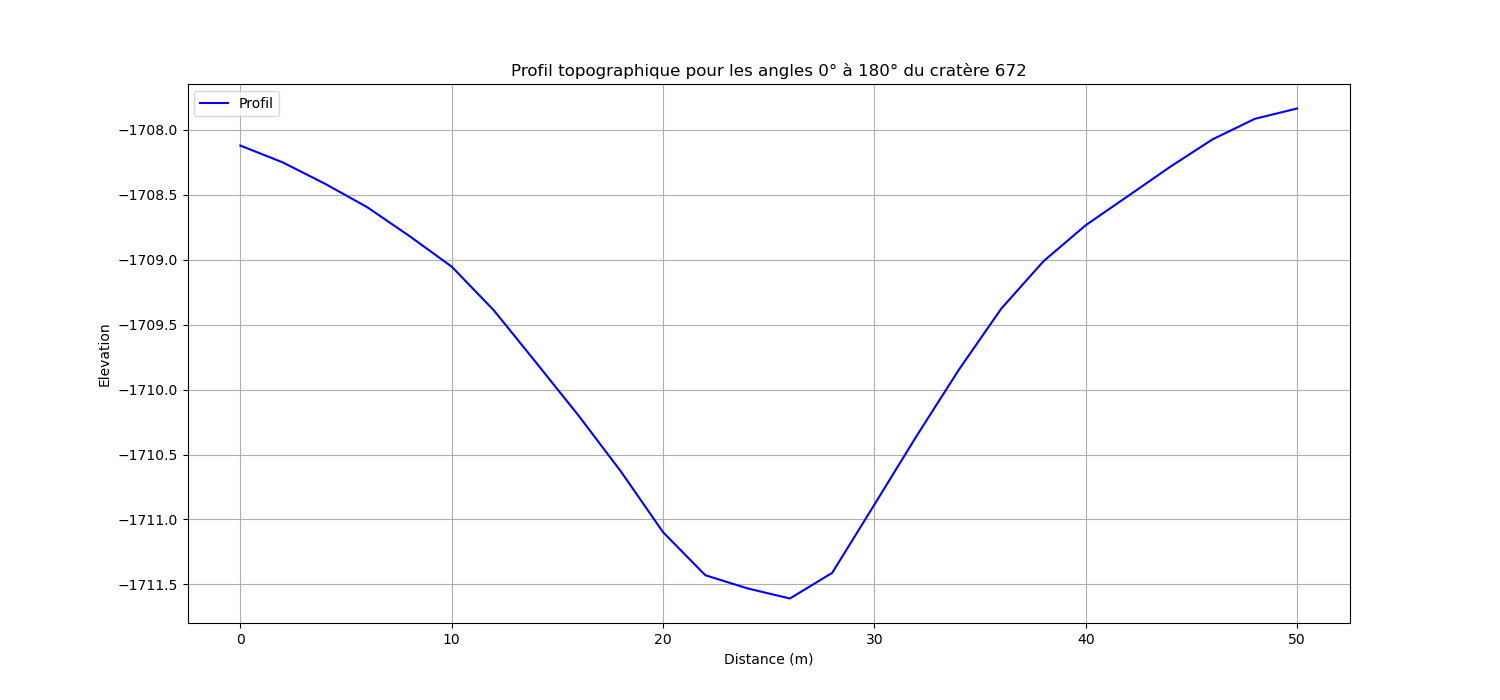 Profil topographique pour les angles 0° à 180° du cratère 672
Profil
−1708.0
−1708.5
−1709.0
−1709.5
−1710.0
−1710.5
−1711.0
−1711.5
Elevation
0 10 20 30 40 50
Distance (m)